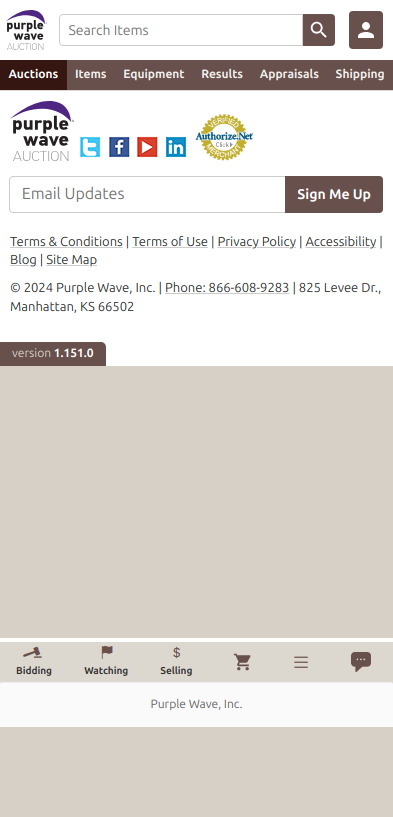 purple wave AUCTION
Search Items
Auctions Items Equipment Results Appraisals Shipping
purple wave AUCTION
Authorize.Net
Click
Email Updates Sign Me Up
Terms & Conditions | Terms of Use | Privacy Policy | Accessibility |
Blog | Site Map
© 2024 Purple Wave, Inc. | Phone: 866-608-9283 | 825 Levee Dr.,
Manhattan, KS 66502
version 1.151.0
Bidding Watching Selling
Purple Wave, Inc.